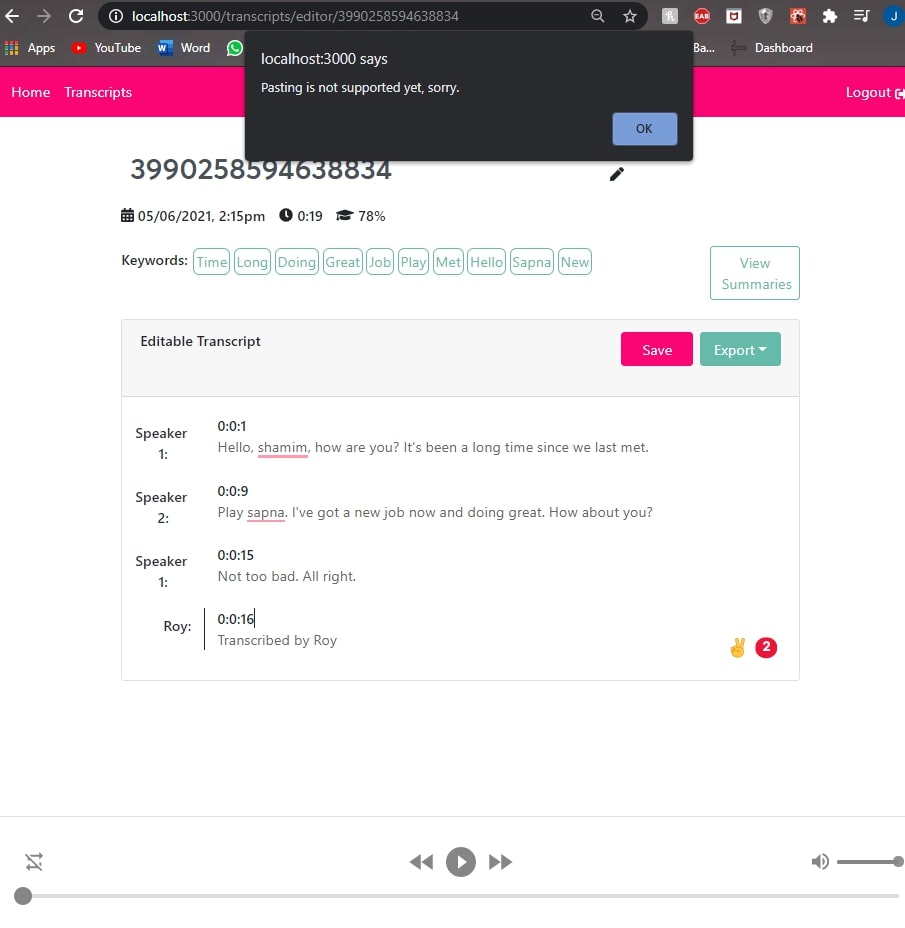 localhost:3000/transcripts/editor/3990258594638834
Apps YouTube Word Ba... Dashboard
localhost:3000 says
Pasting is not supported yet, sorry.
OK
Home Transcripts Logout
3990258594638834
05/06/2021, 2:15pm 0:19 78%
Keywords: Time Long Doing Great Job Play Met Hello Sapna New
View
Summaries
Editable Transcript Save Export
0:0:1
Speaker
1:
Hello, shamim, how are you? It's been a long time since we last met.
0:0:9
Speaker
2:
Play sapna. I've got a new job now and doing great. How about you?
0:0:15
Speaker
1:
Not too bad. All right.
0:0:16
Roy:
Transcribed by Roy
2